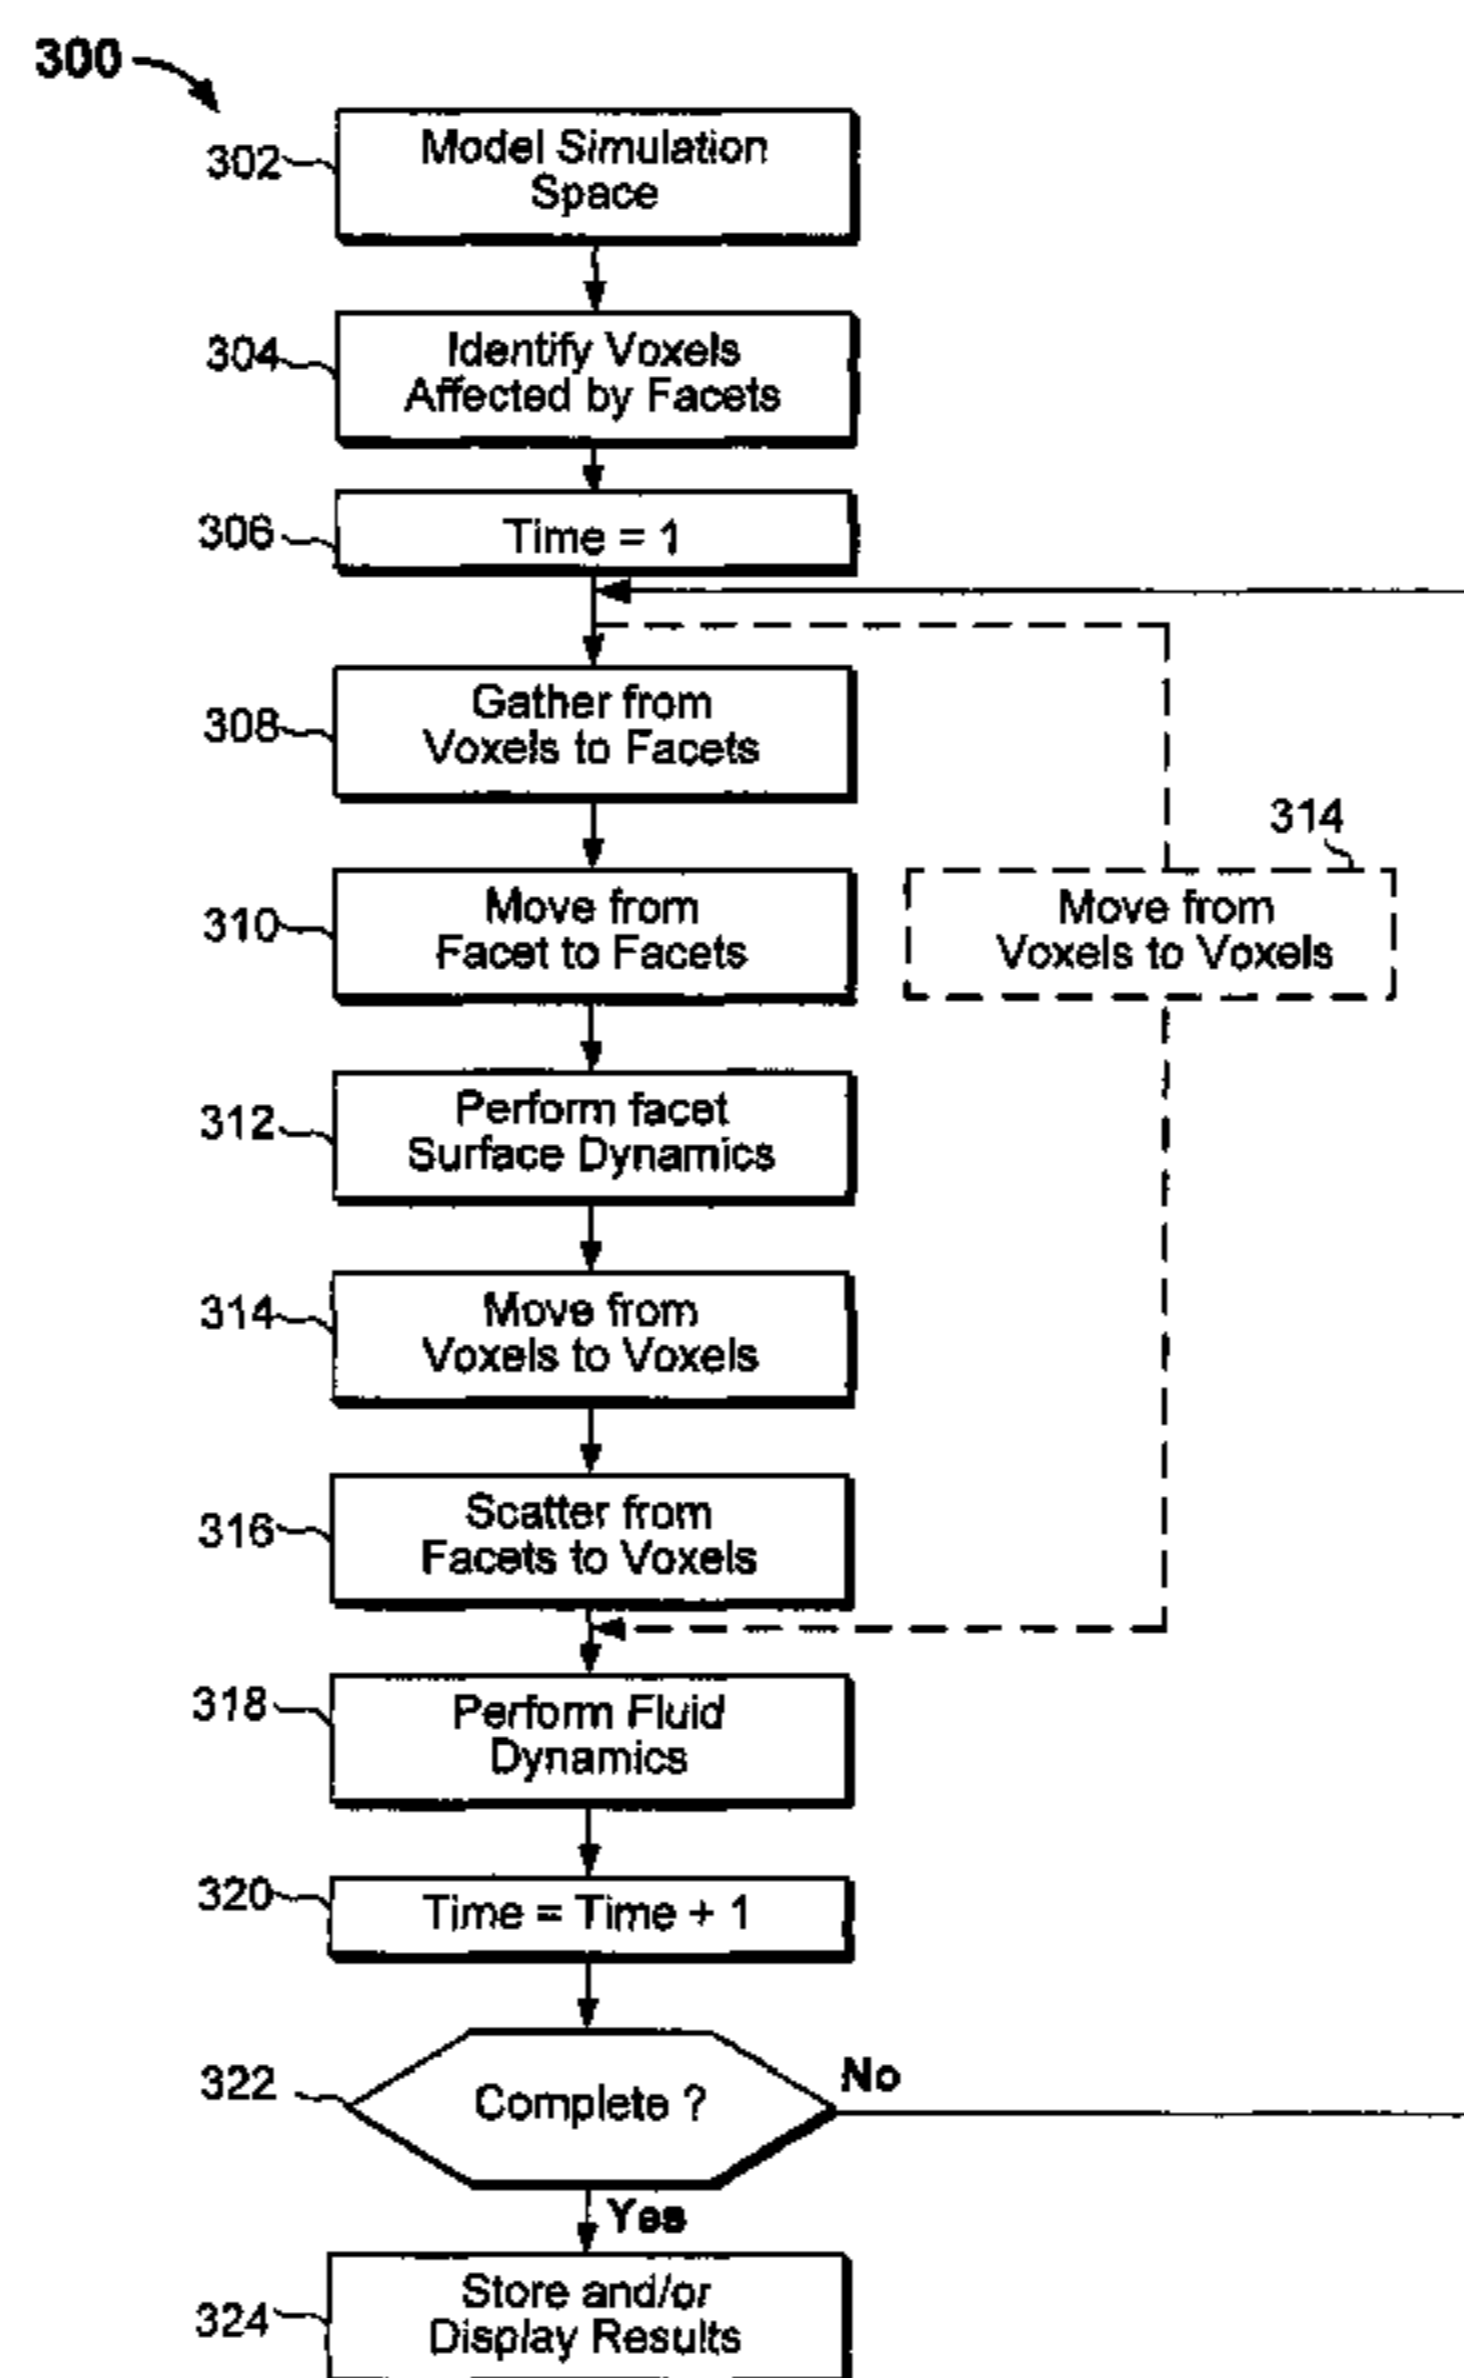 300
302
Model Simulation
Space
304
Identify Voxels
Affected by Facets
306
Time = 1
308
Gather from
Voxels to Facets
310
Move from
Facet to Facets
314
Move from
Voxels to Voxels
312
Perform facet
Surface Dynamics
314
Move from
Voxels to Voxels
316
Scatter from
Facets to Voxels
318
Perform Fluid
Dynamics
320
Time = Time + 1
322
Complete ?
No
Yes
324
Store and/or
Display Results